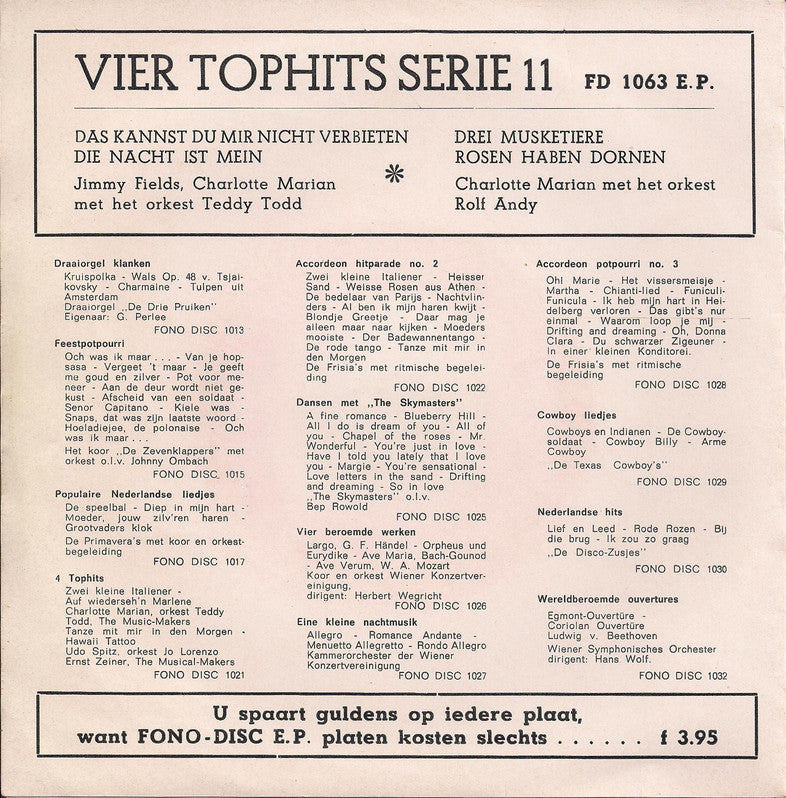 VIER TOPHITS SERIE 11 FD 1063 E.P.
DAS KANNST DU MIR NICHT VERBIETEN
DIE NACHT IST MEIN
Jimmy Fields, Charlotte Marian
met het orkest Teddy Todd
*
DREI MUSKETIERE
ROSEN HABEN DORNEN
Charlotte Marian met het orkest
Rolf Andy
Draaiorgel klanken
Kruispolka - Wals Op. 48 v. Tsjai-
kovsky - Charmaine - Tulpen uit
Amsterdam
Draaiorgel „De Drie Pruiken"
Eigenaar: G. Perlee
FONO DISC 1013
Feestpotpourri
Och was ik maar . . . - Van je hop-
sasa - Vergeet 't maar - Je geeft
me goud en zilver - Pot voor me-
neer - Aan de deur wordt niet ge-
kust - Afscheid van een soldaat -
Senor Capitano - Kiele was -
Snaps, dat was zijn laatste woord -
Hoeladiejee, de polonaise - Och
was ik maar . . .
Het koor „De Zevenklappers" met
orkest o.l.v. Johnny Ombach
FONO DISC 1015
Populaire Nederlandse liedjes
De speelbal - Diep in mijn hart -
Moeder, jouw zilv'ren haren -
Grootvaders klok
De Primavera's met koor en orkest-
begeleiding
FONO DISC 1017
4 Tophits
Zwei kleine Italiener -
Auf wiederseh'n Marlene
Charlotte Marian, orkest Teddy
Todd, The Music-Makers
Tanze mit mir in den Morgen -
Hawaii Tattoo
Udo Spitz, orkest Jo Lorenzo
Ernst Zeiner, The Musical-Makers
FONO DISC 1021
Accordeon hitparade no. 2
Zwei kleine Italiener - Heisser
Sand - Weisse Rosen aus Athen -
De bedelaar van Parijs - Nachtvlin-
ders - Al ben ik mijn haren kwijt -
Blondje Greetje - Daar mag je
alleen maar naar kijken - Moeders
mooiste - Der Badewannentango -
De rode tango - Tanze mit mir in
den Morgen
De Frisia's met ritmische begelei-
ding
FONO DISC 1022
Dansen met „The Skymasters"
A fine romance - Blueberry Hill -
All I do is dream of you - All of
you - Chapel of the roses - Mr.
Wonderful - You're just in love -
Have I told you lately that I love
you - Margie - You're sensational -
Love letters in the sand - Drifting
and dreaming - So in love
„The Skymasters" o.l.v.
Bep Rowold
FONO DISC 1025
Vier beroemde werken
Largo, G. F. Händel - Orpheus und
Eurydike - Ave Maria, Bach-Gounod
- Ave Verum, W. A. Mozart
Koor en orkest Wiener Konzertver-
einigung,
dirigent: Herbert Wegricht
FONO DISC 1026
Eine kleine nachtmusik
Allegro - Romance Andante -
Menuetto Allegretto - Rondo Allegro
Kammerorchester der Wiener
Konzertvereinigung
FONO DISC 1027
Accordeon potpourri no. 3
Oh! Marie - Het vissersmeisje -
Martha - Chianti-lied - Funiculi-
Funicula - Ik heb mijn hart in Hei-
delberg verloren - Das gibt's nur
einmal - Waarom loop je mij -
Drifting and dreaming - Oh, Donna
Clara - Du schwarzer Zigeuner -
In einer kleinen Konditorei.
De Frisia's met ritmische
begeleiding
FONO DISC 1028
Cowboy liedjes
Cowboys en Indianen - De Cowboy-
soldaat - Cowboy Billy - Arme
Cowboy
„De Texas Cowboy's"
FONO DISC 1029
Nederlandse hits
Lief en Leed - Rode Rozen - Bij
die brug - Ik zou zo graag
„De Disco-Zusjes"
FONO DISC 1030
Wereldberoemde ouvertures
Egmont-Ouvertüre -
Coriolan Ouvertüre
Ludwig v. Beethoven
Wiener Symphonisches Orchester
dirigent: Hans Wolf.
FONO DISC 1032
U spaart guldens op iedere plaat,
want FONO-DISC E.P. platen kosten slechts . . . . . . f 3.95